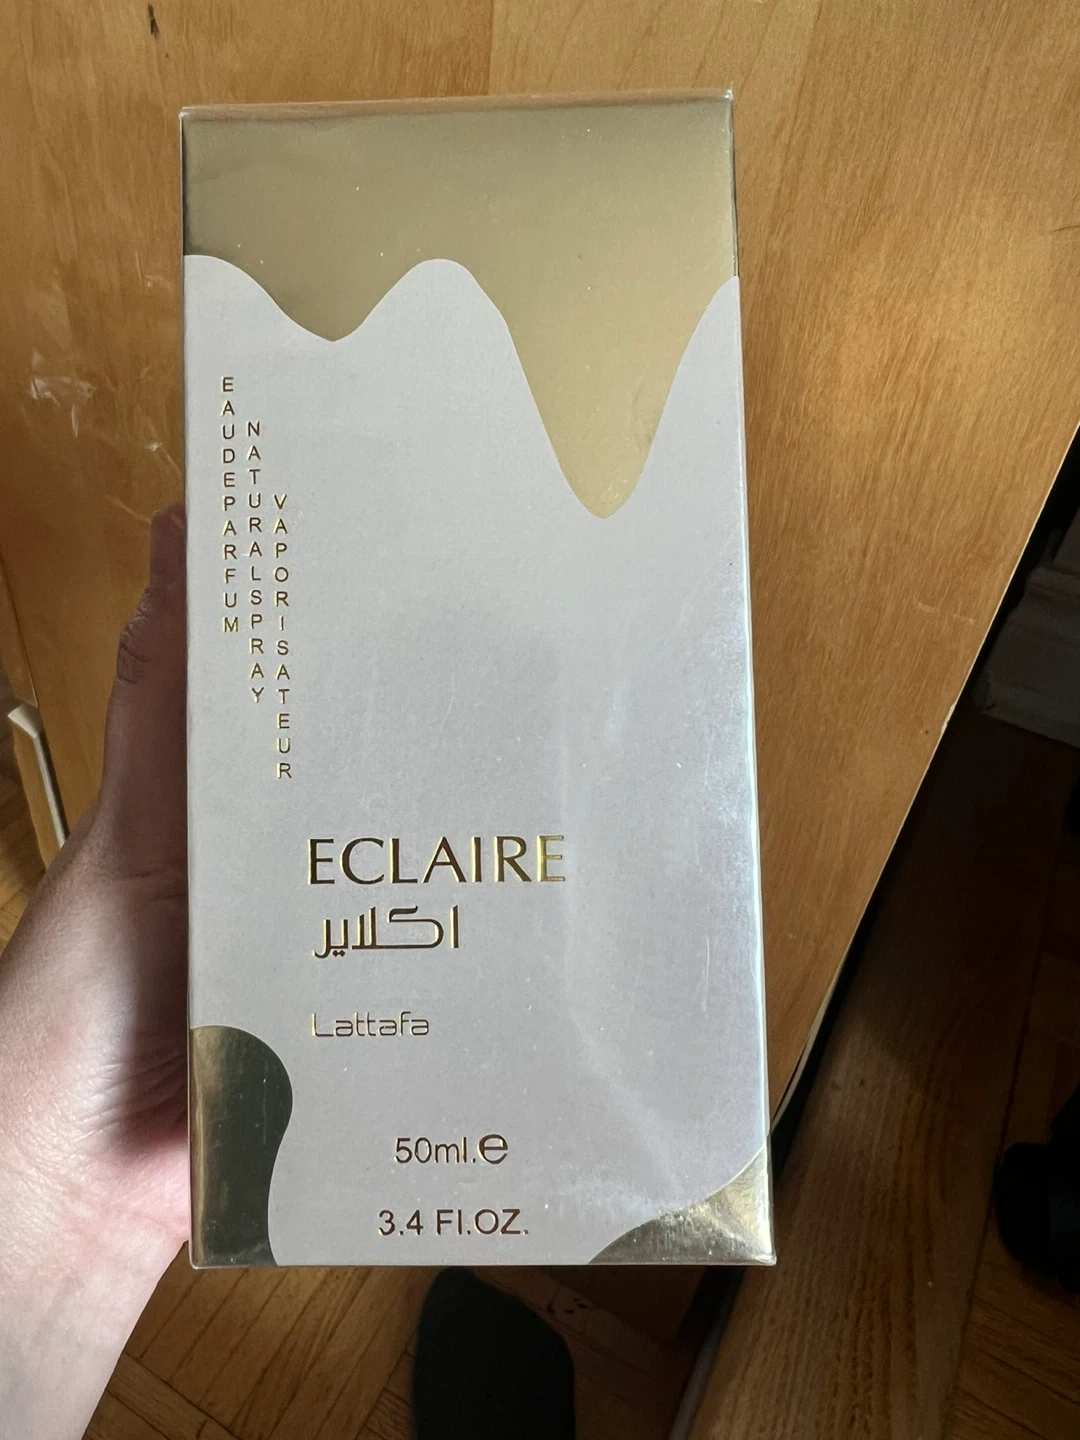 EAUDEPARFUM
NATURALSPRAY
VAPORISATEUR
ECLAIRE
اكلاير
Lattafa
50ml.e
3.4 Fl.OZ.